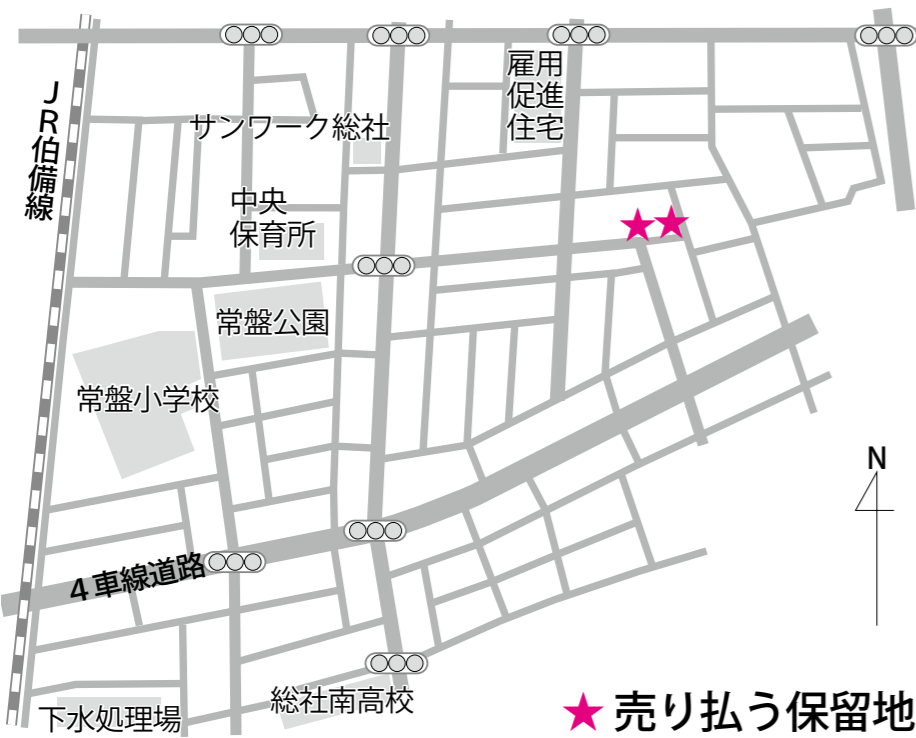 雇用
促進
住宅
JR伯備線
サンワーク総社
中央
保育所
常盤公園
常盤小学校
N
4車線道路
総社南高校
下水処理場
★売り払う保留地